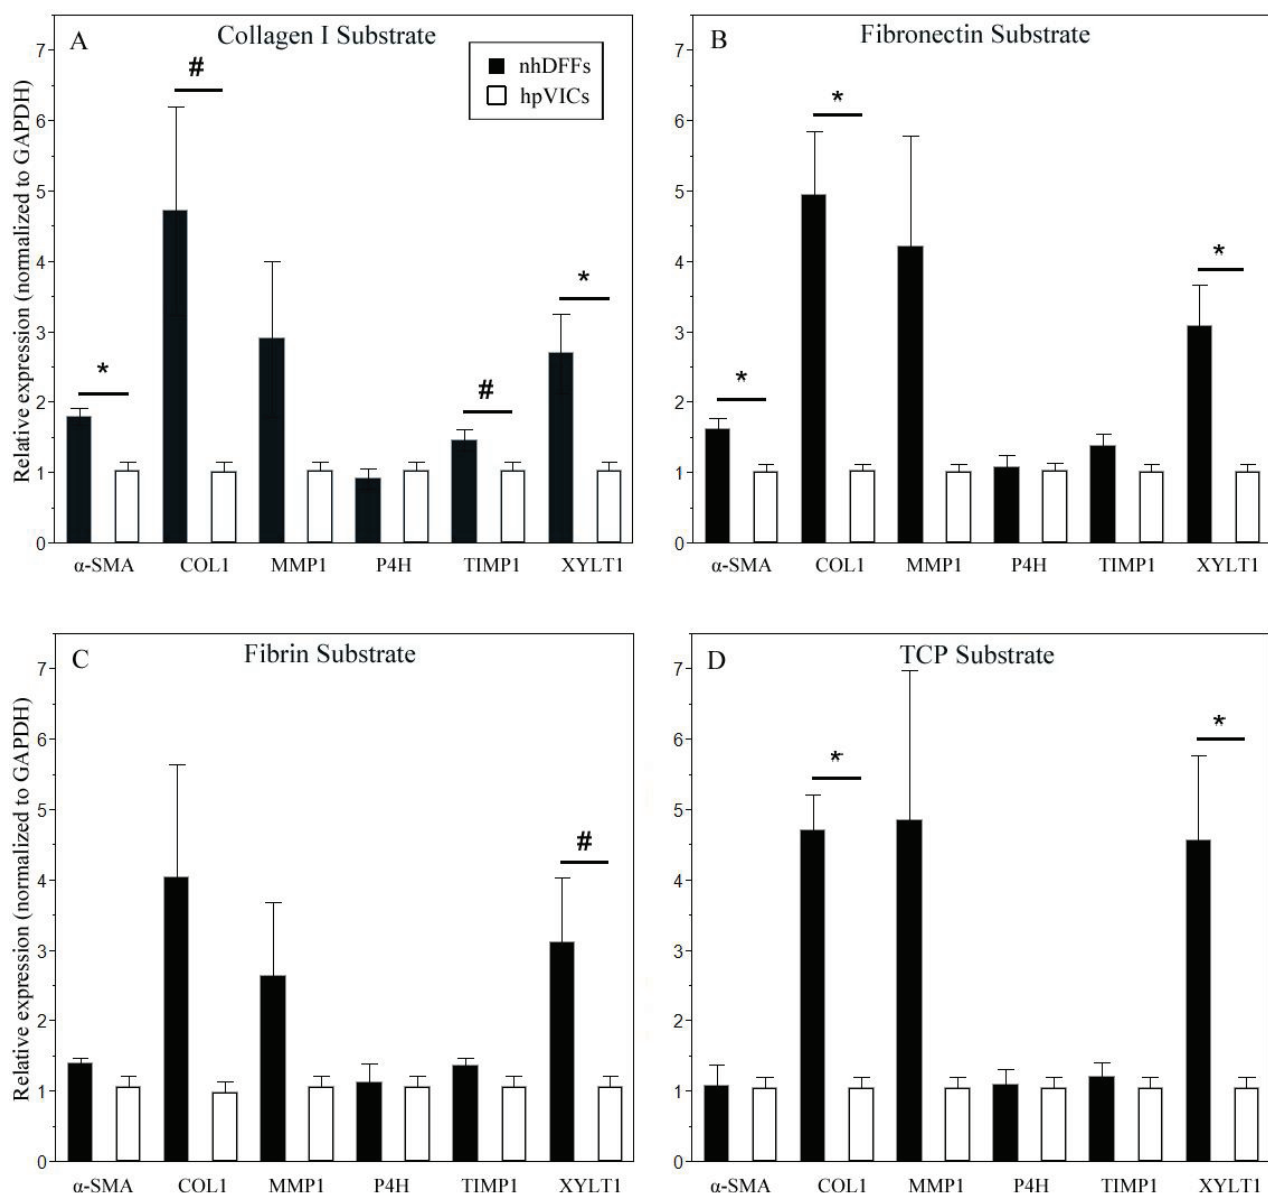 A
Collagen I Substrate
nhDFFs
hpVICs
Relative expression (normalized to GAPDH)
7
6
5
4
3
2
1
0
#
*
#
*
α-SMA COL1 MMP1 P4H TIMP1 XYLT1
B
Fibronectin Substrate
7
6
5
4
3
2
1
0
*
*
*
α-SMA COL1 MMP1 P4H TIMP1 XYLT1
C
Fibrin Substrate
Relative expression (normalized to GAPDH)
7
6
5
4
3
2
1
0
#
α-SMA COL1 MMP1 P4H TIMP1 XYLT1
D
TCP Substrate
7
6
5
4
3
2
1
0
*
*
α-SMA COL1 MMP1 P4H TIMP1 XYLT1